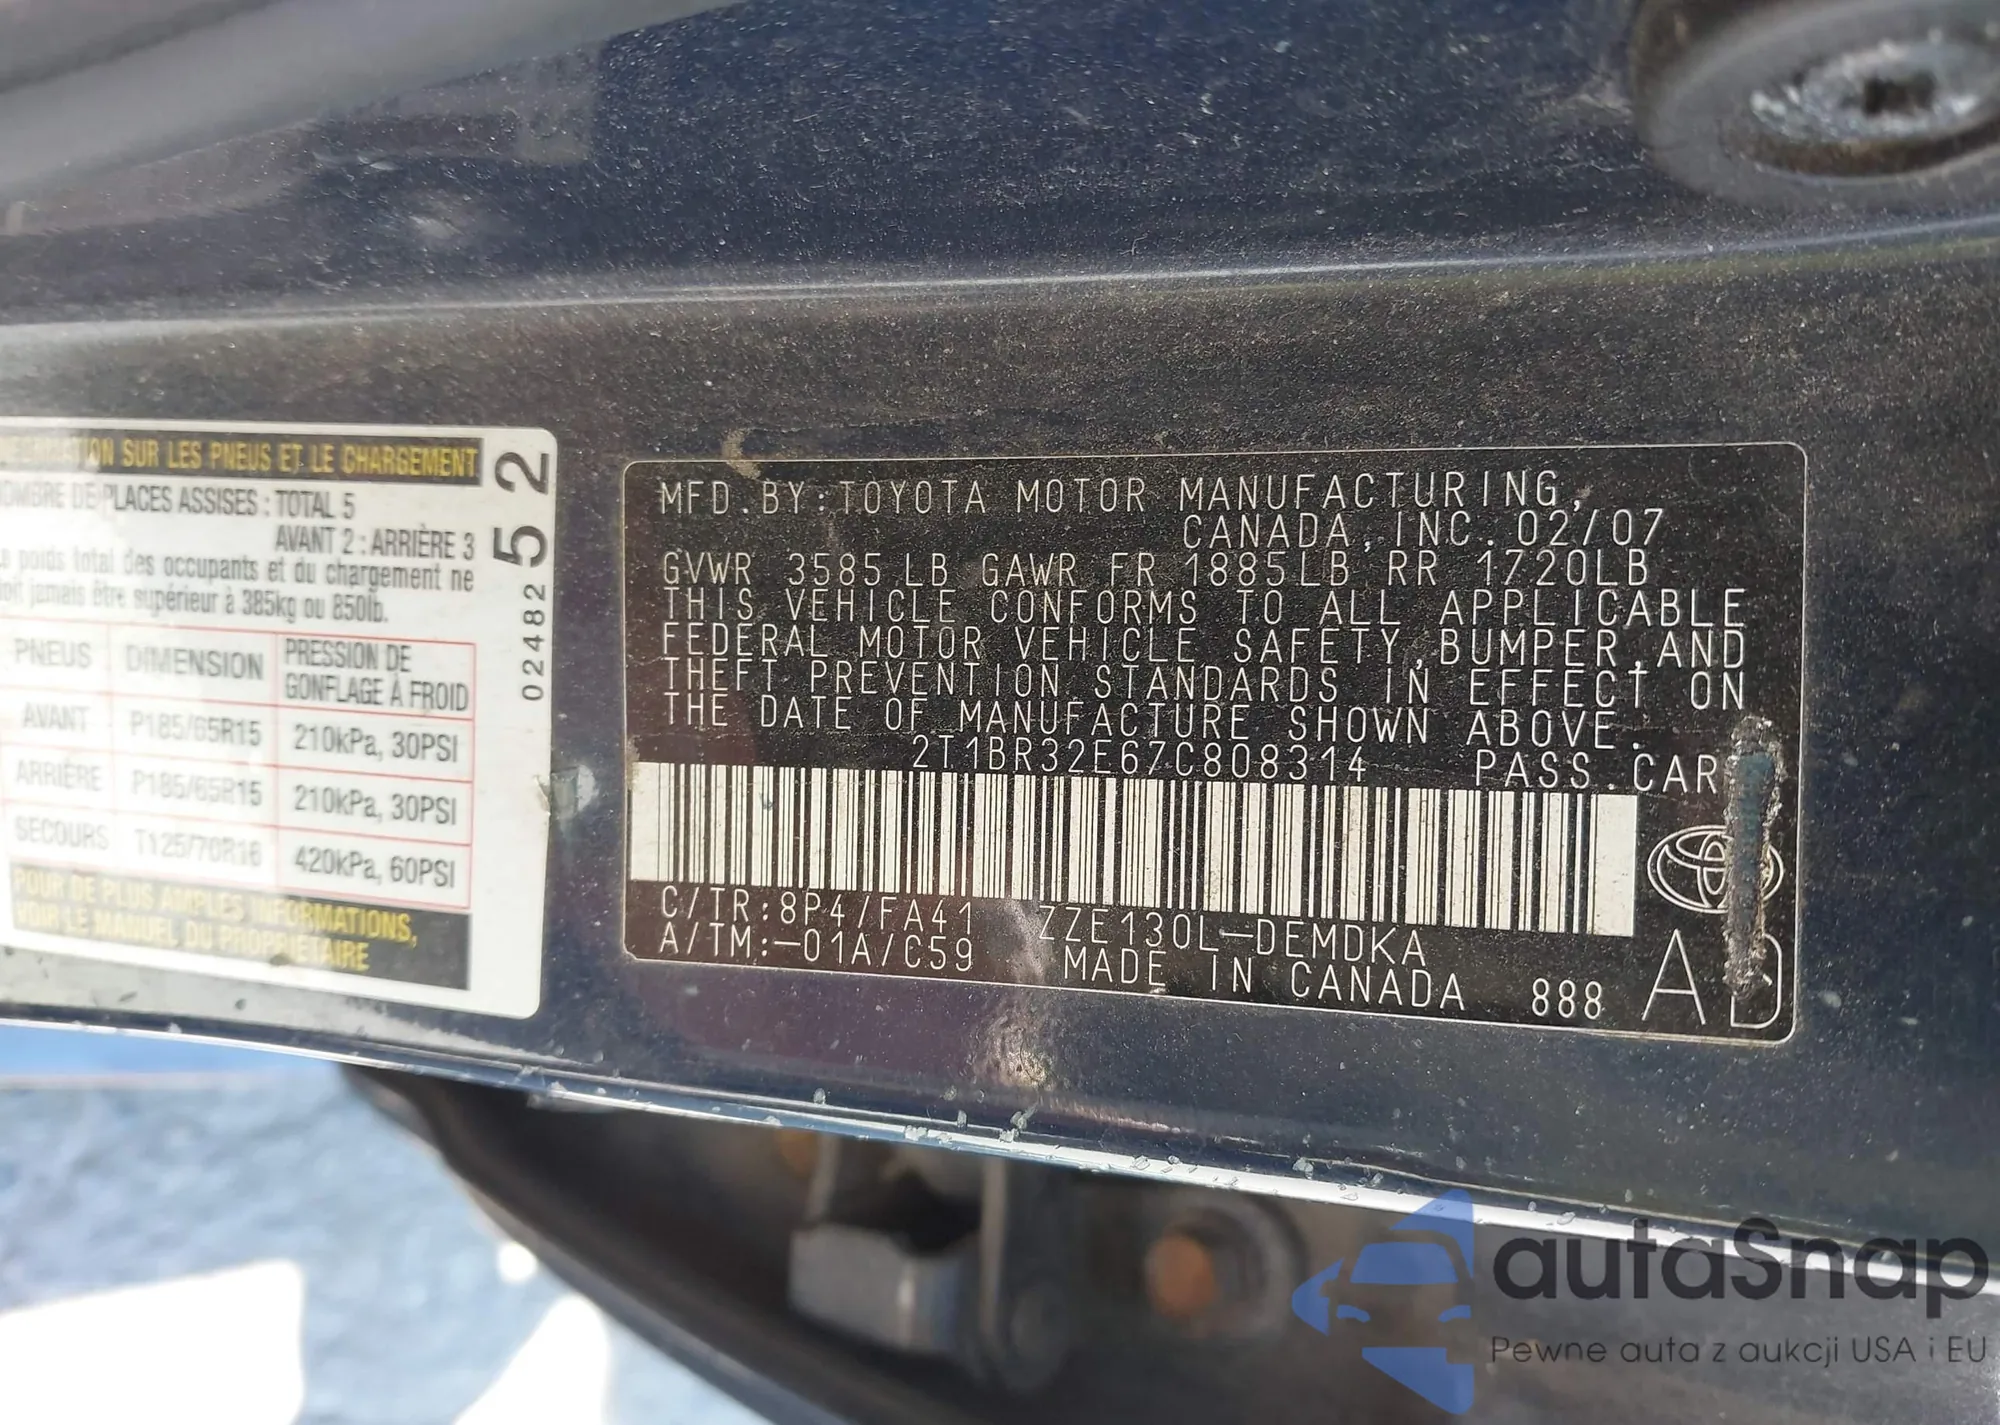 SUR LES PNEUS ET LE CHARGEMENT
PLACES ASSISES : TOTAL 5
AVANT 2 : ARRIÈRE 3
poids total des occupants et du chargement ne
jamais être supérieur à 385kg ou 850lb.
PNEUS DIMENSION PRESSION DE GONFLAGE À FROID
AVANT P185/65R15 210kPa, 30PSI
ARRIÈRE P185/65R15 210kPa, 30PSI
SECOURS T125/70R16 420kPa, 60PSI
POUR DE PLUS AMPLES INFORMATIONS,
VOIR LE MANUEL DU PROPRIÉTAIRE
02482 52
MFD.BY:TOYOTA MOTOR MANUFACTURING,
CANADA,INC. 02/07
GVWR 3585 LB GAWR FR 1885LB RR 1720LB
THIS VEHICLE CONFORMS TO ALL APPLICABLE
FEDERAL MOTOR VEHICLE SAFETY,BUMPER,AND
THEFT PREVENTION STANDARDS IN EFFECT ON
THE DATE OF MANUFACTURE SHOWN ABOVE.
2T1BR32E67C808314 PASS.CAR
C/TR:8P4/FA41 ZZE130L-DEMDKA
A/TM:-01A/C59 MADE IN CANADA 888 AD
autaSnap
Pewne auta z aukcji USA i EU